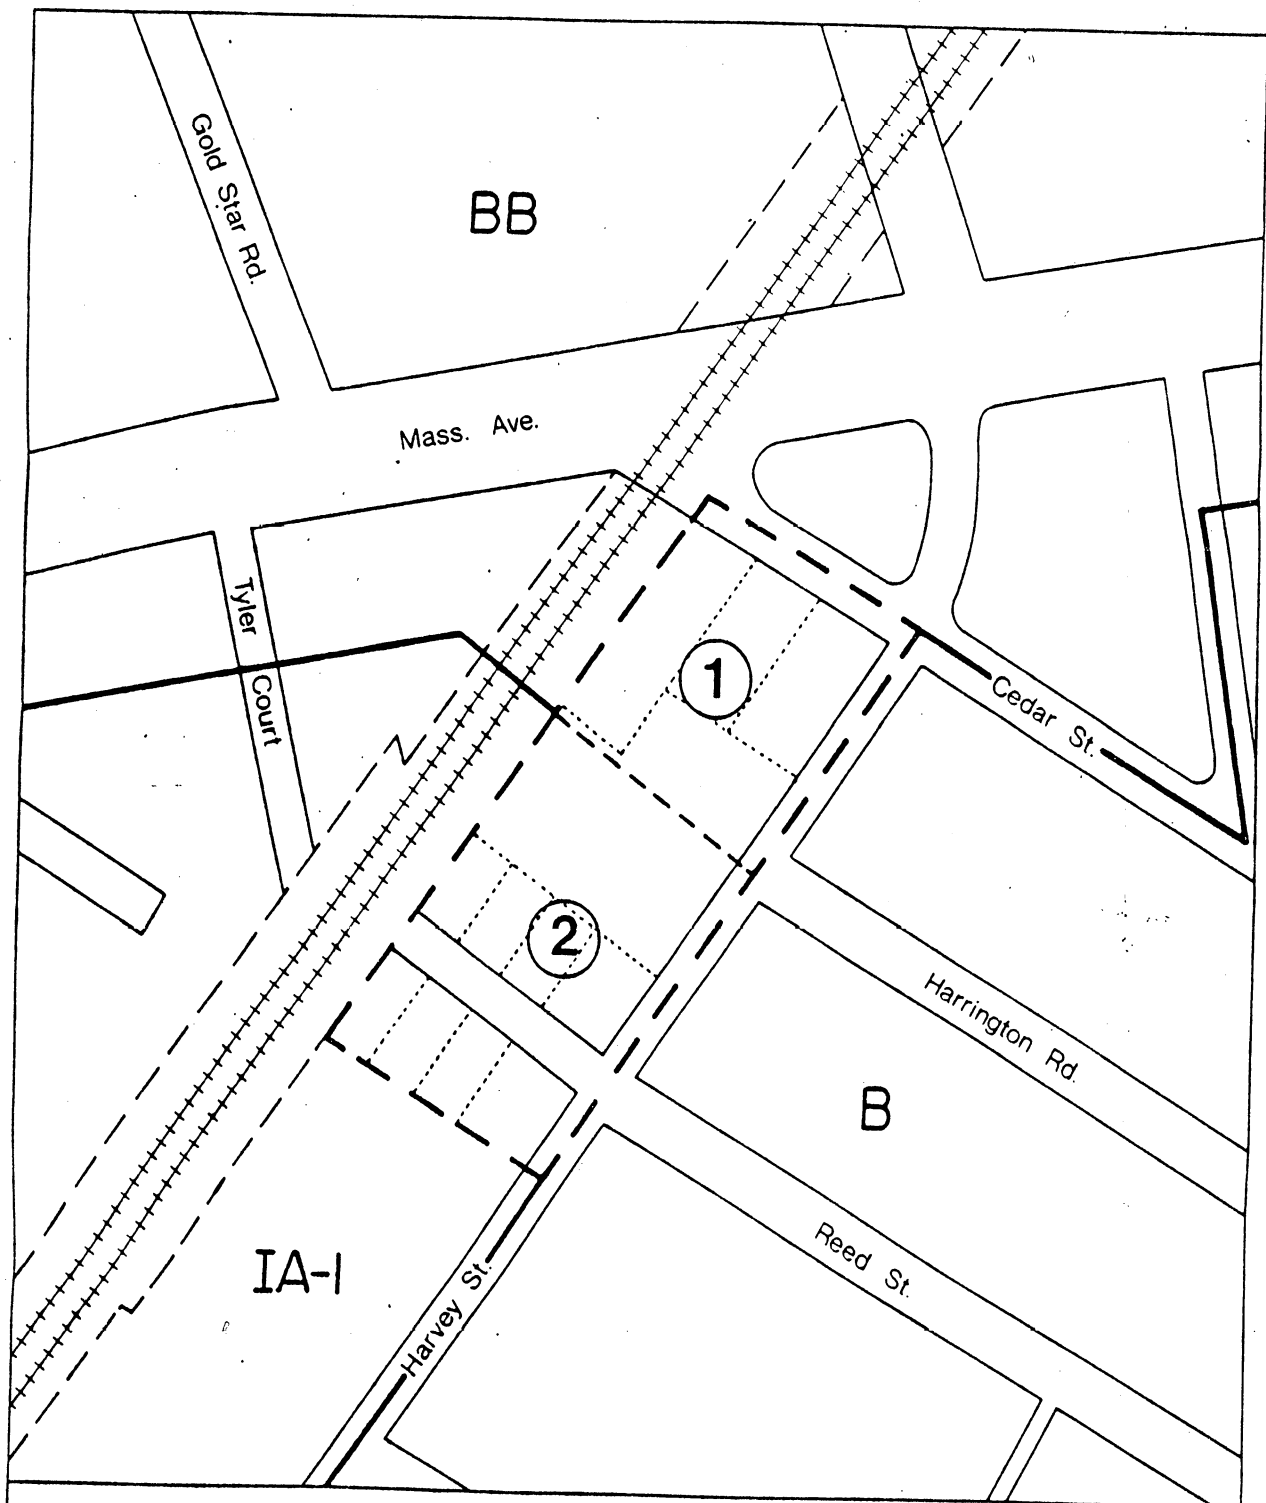 Gold Star Rd.
BB
Mass. Ave.
Tyler Court
1
Cedar St.
2
Harrington Rd.
B
Reed St.
IA-1
Harvey St.